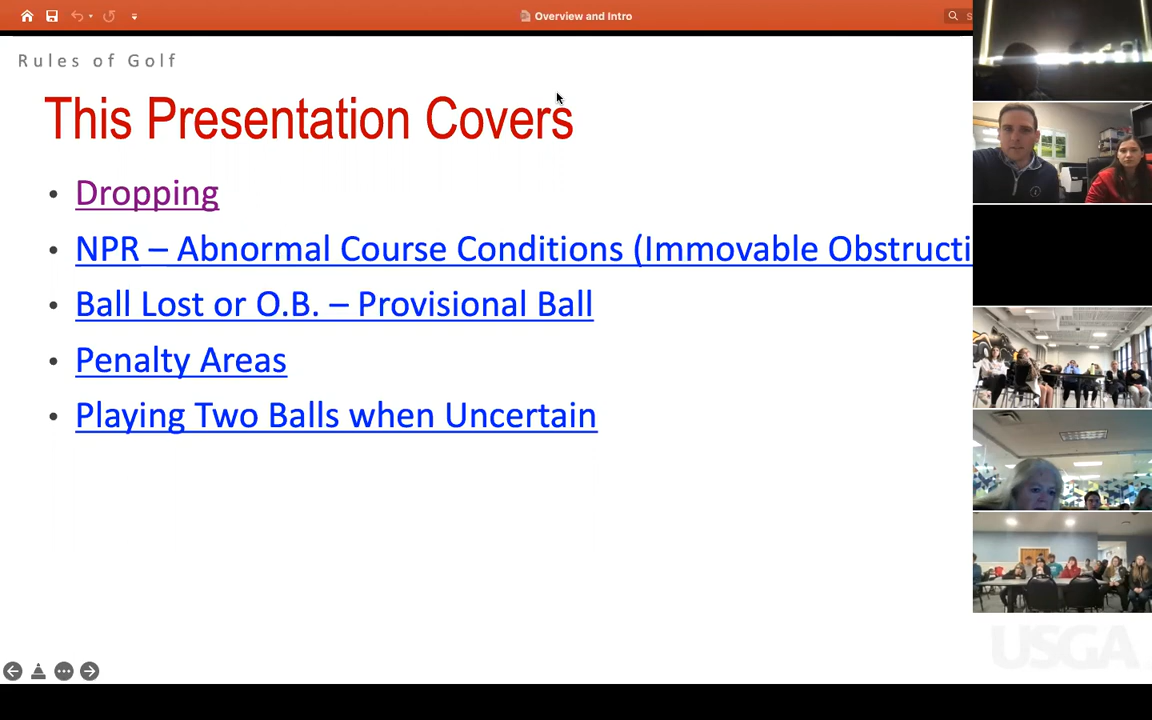 Overview and Intro
Rules of Golf
This Presentation Covers
• Dropping
• NPR – Abnormal Course Conditions (Immovable Obstructi
• Ball Lost or O.B. – Provisional Ball
• Penalty Areas
• Playing Two Balls when Uncertain
USGA